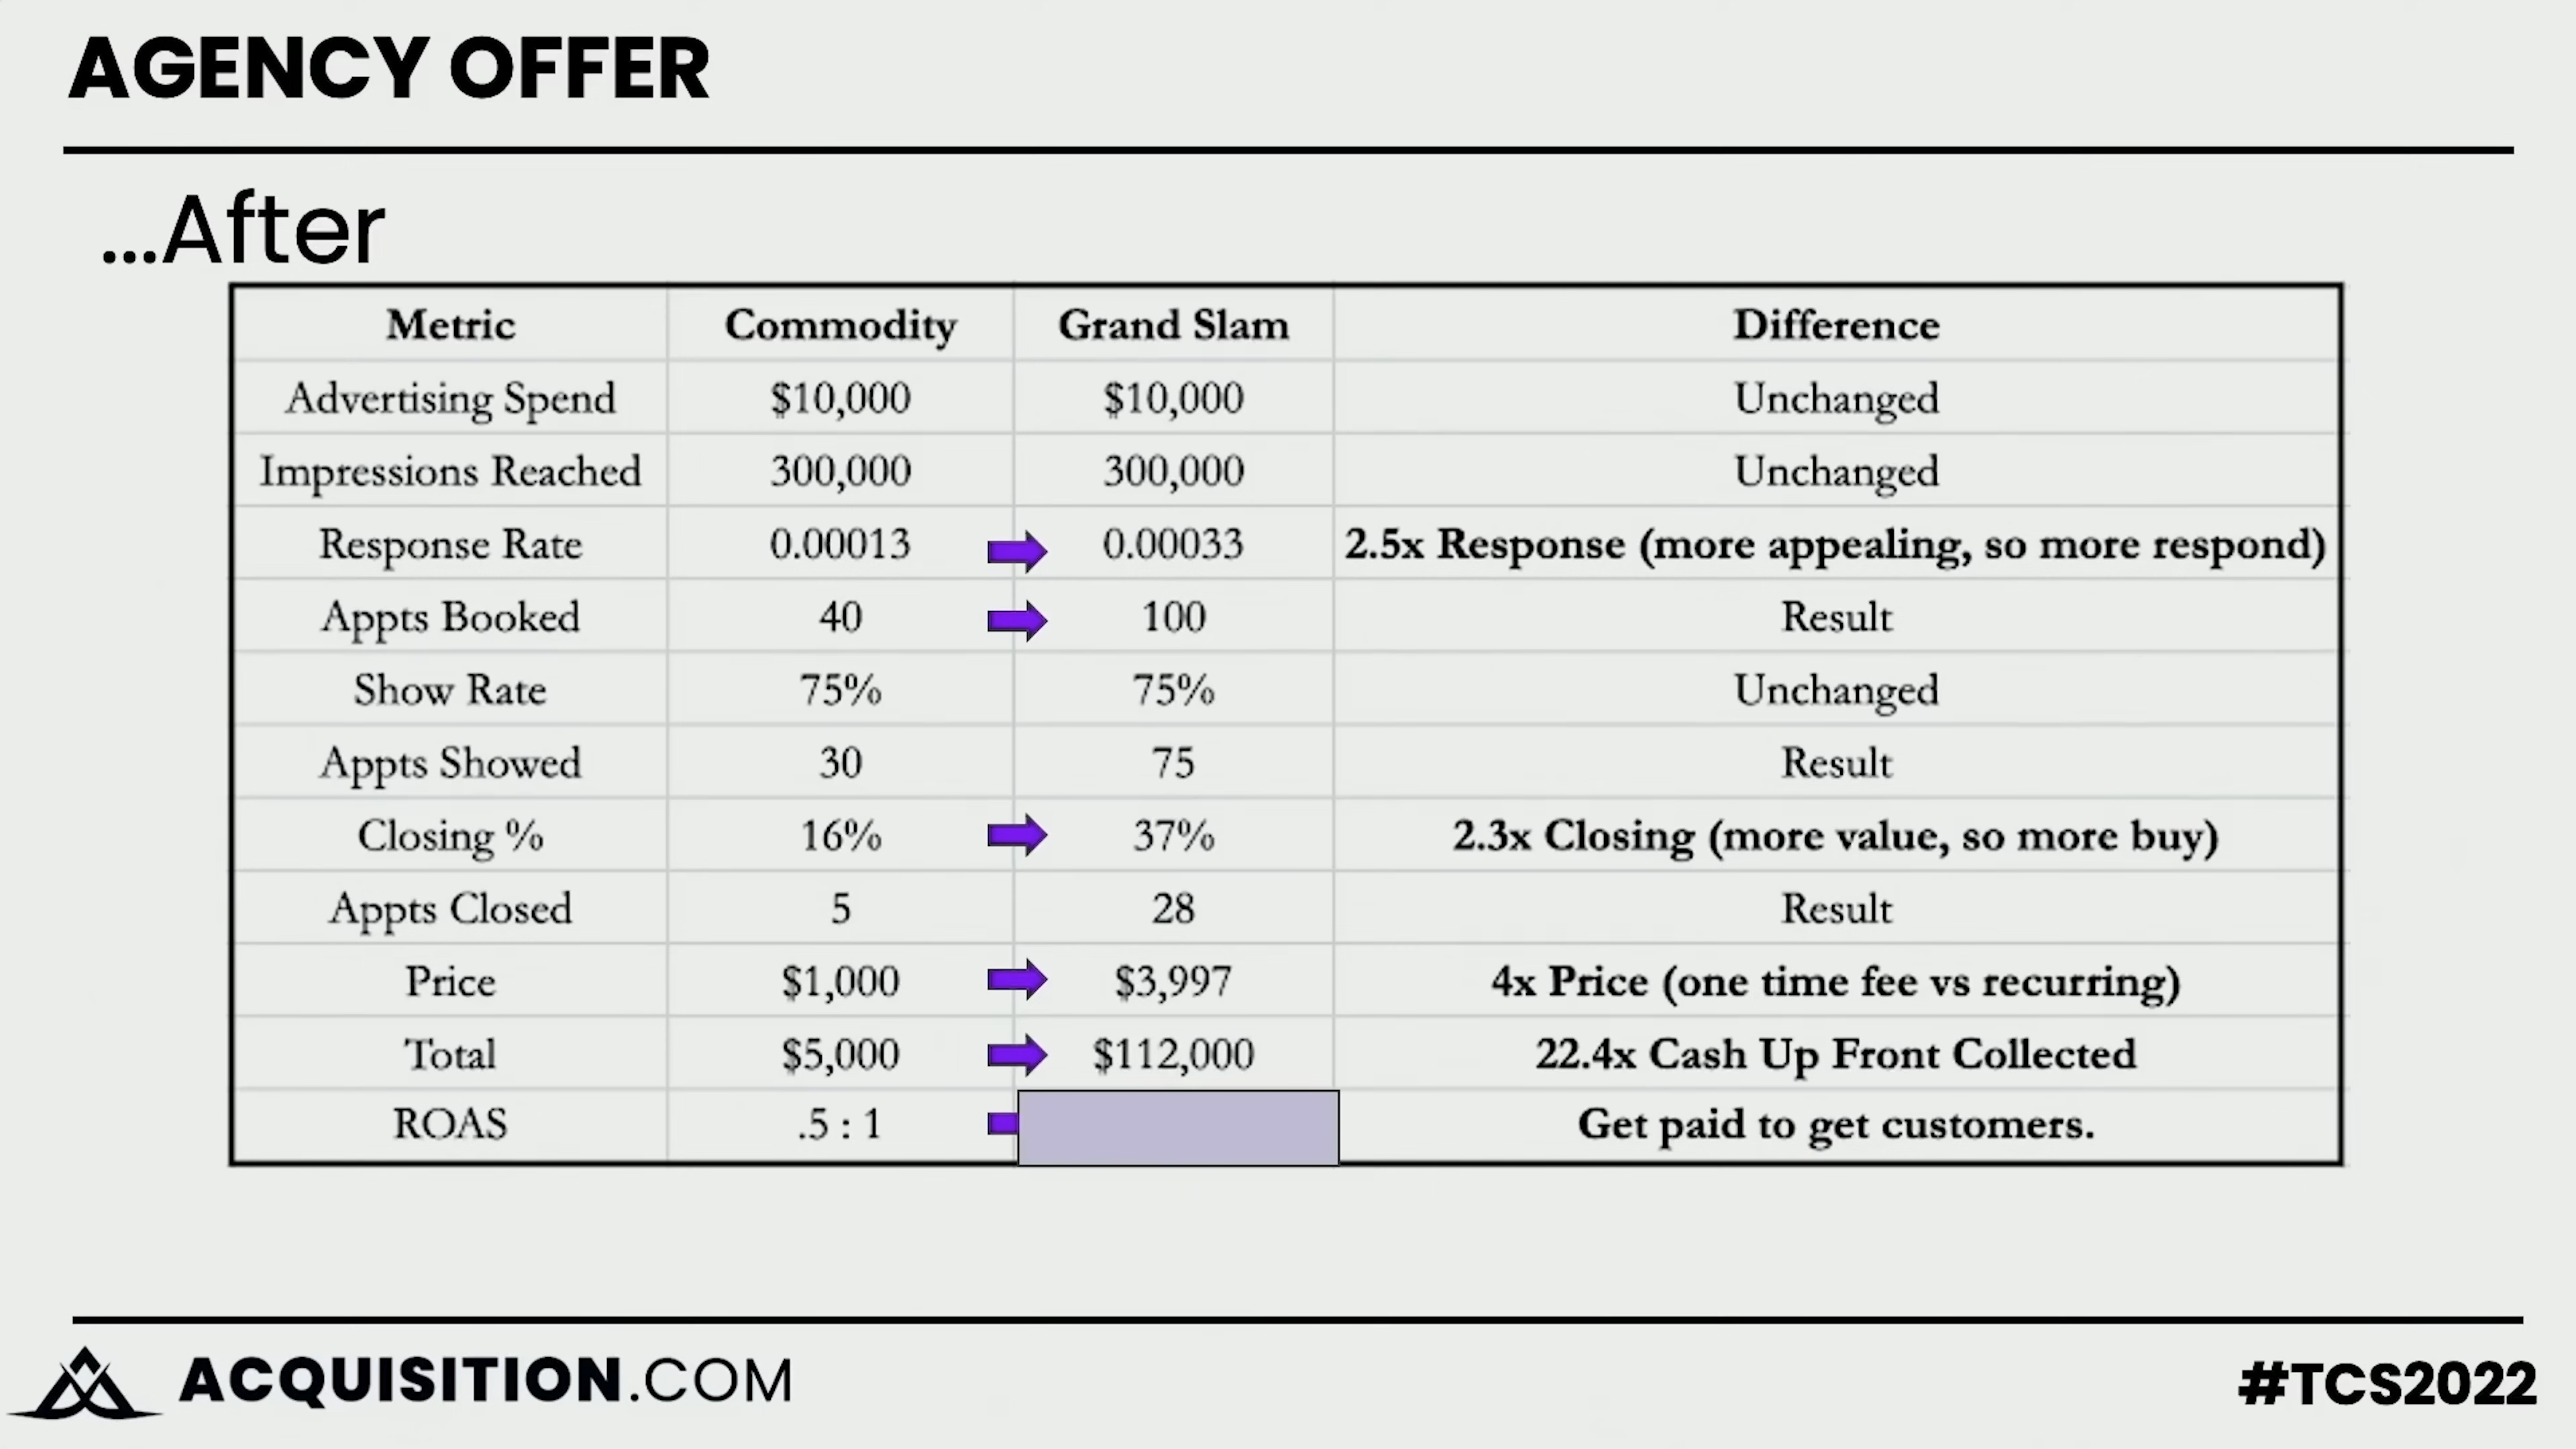 AGENCY OFFER
...After
Metric Commodity Grand Slam Difference
Advertising Spend $10,000 $10,000 Unchanged
Impressions Reached 300,000 300,000 Unchanged
Response Rate 0.00013 0.00033 2.5x Response (more appealing, so more respond)
Appts Booked 40 100 Result
Show Rate 75% 75% Unchanged
Appts Showed 30 75 Result
Closing % 16% 37% 2.3x Closing (more value, so more buy)
Appts Closed 5 28 Result
Price $1,000 $3,997 4x Price (one time fee vs recurring)
Total $5,000 $112,000 22.4x Cash Up Front Collected
ROAS .5 : 1 Get paid to get customers.
ACQUISITION.COM #TCS2022